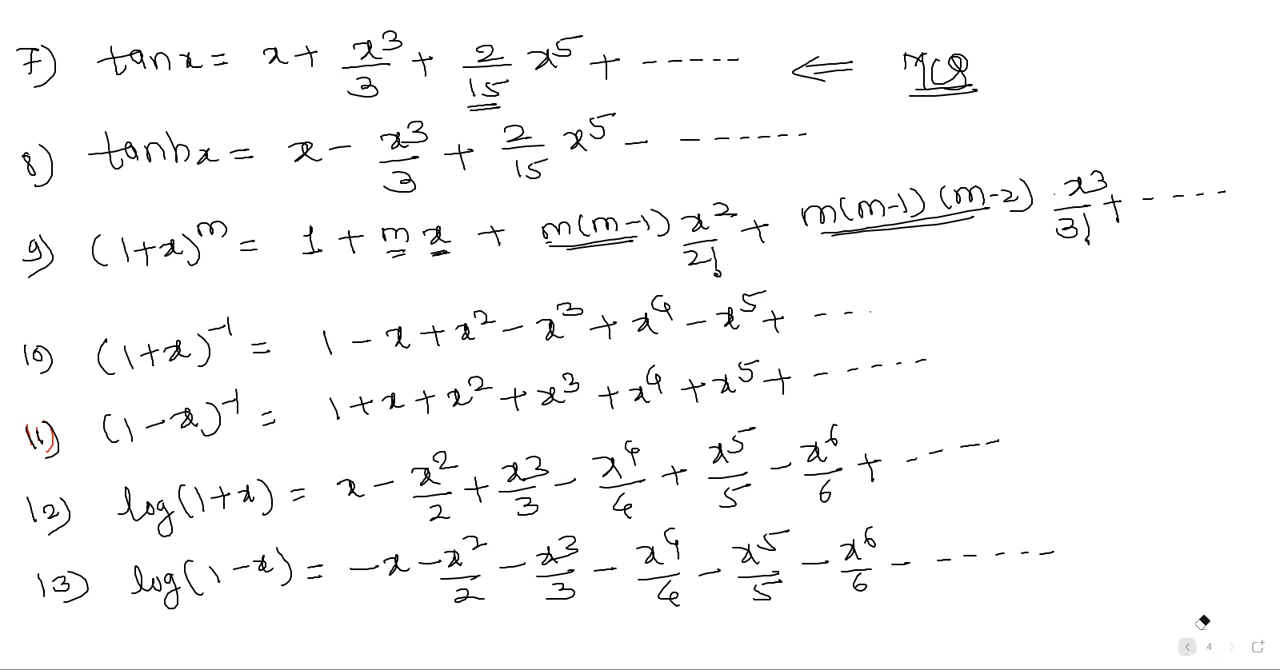 7) tanx = x + x³/3 + 2/15 x⁵ + ----- ⇐ MCQ
8) tanhx = x - x³/3 + 2/15 x⁵ - ------
9) (1+x)^m = 1 + mx + m(m-1) x²/2! + m(m-1)(m-2) x³/3! + ----
10) (1+x)⁻¹ = 1 - x + x² - x³ + x⁴ - x⁵ + ---
11) (1-x)⁻¹ = 1 + x + x² + x³ + x⁴ + x⁵ + -----
12) log(1+x) = x - x²/2 + x³/3 - x⁴/4 + x⁵/5 - x⁶/6 + -----
13) log(1-x) = -x - x²/2 - x³/3 - x⁴/4 - x⁵/5 - x⁶/6 - ------
4